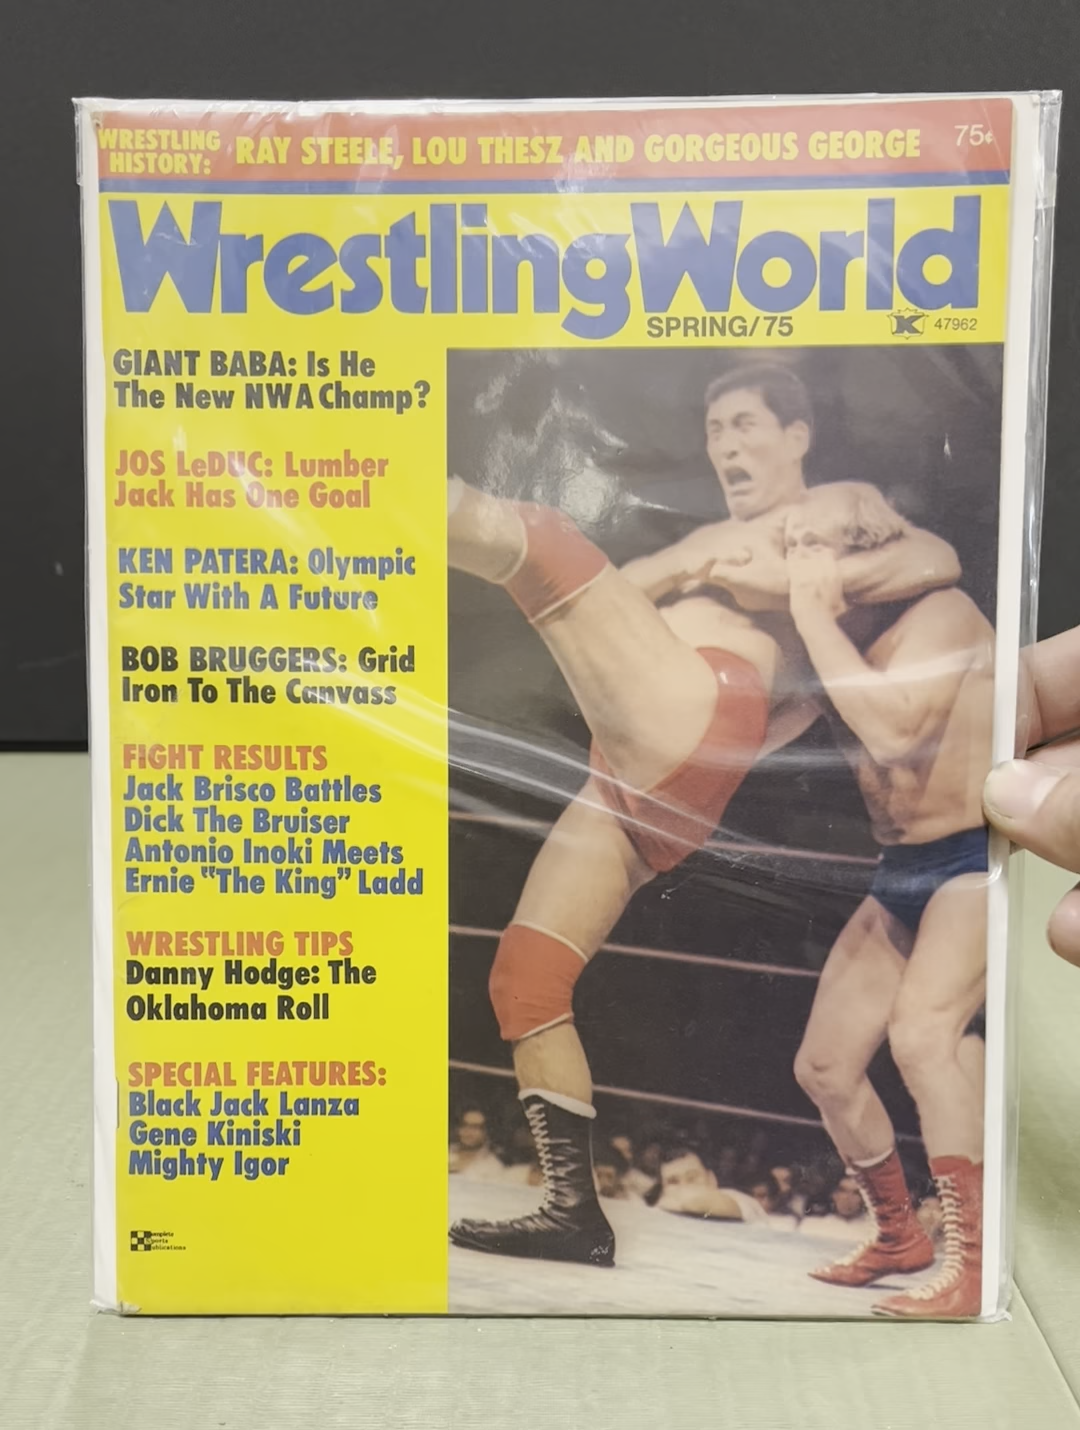 WRESTLING
HISTORY:
RAY STEELE, LOU THESZ AND GORGEOUS GEORGE
75¢
WrestlingWorld
SPRING/75
K 47962
GIANT BABA: Is He
The New NWA Champ?
JOS LeDUC: Lumber
Jack Has One Goal
KEN PATERA: Olympic
Star With A Future
BOB BRUGGERS: Grid
Iron To The Canvass
FIGHT RESULTS
Jack Brisco Battles
Dick The Bruiser
Antonio Inoki Meets
Ernie "The King" Ladd
WRESTLING TIPS
Danny Hodge: The
Oklahoma Roll
SPECIAL FEATURES:
Black Jack Lanza
Gene Kiniski
Mighty Igor
Complete
Sports
Publications